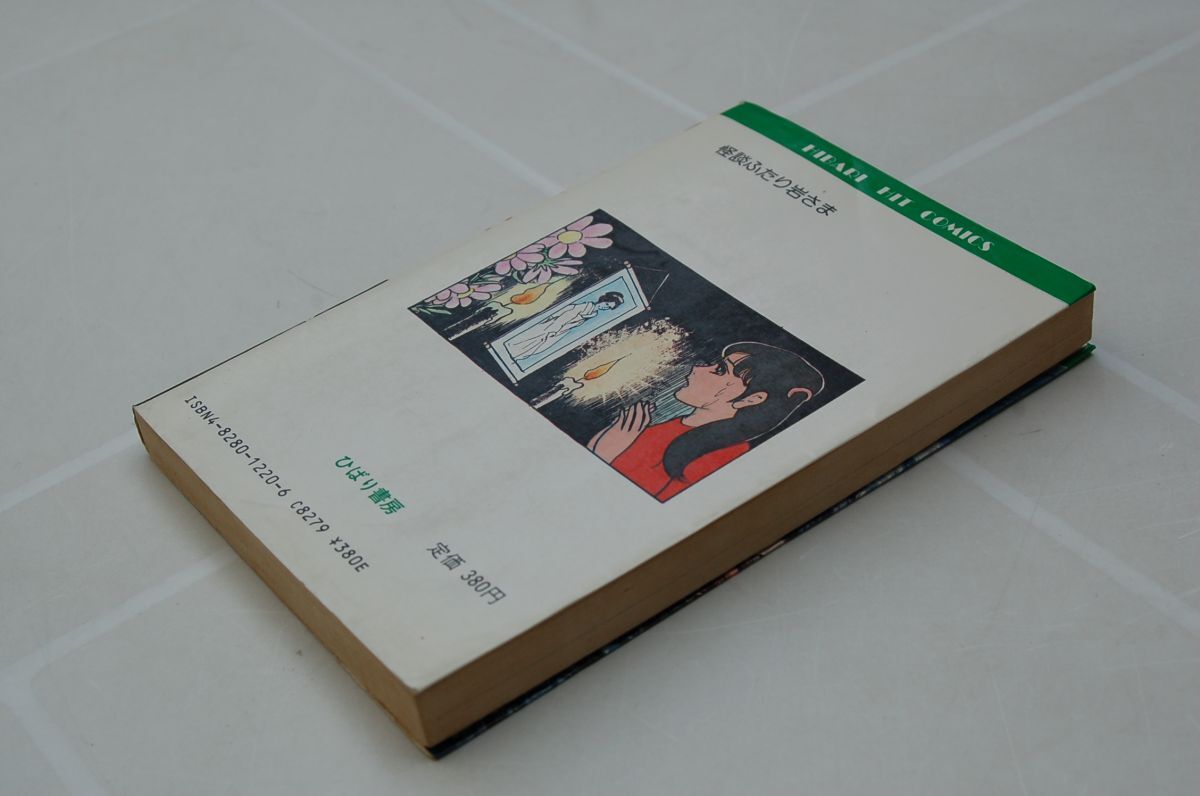 HIBARI HIT COMICS
怪談ふたり岩さま
ひばり書房
定価 380円
ISBN4-8280-1220-6 C8279 ¥380E